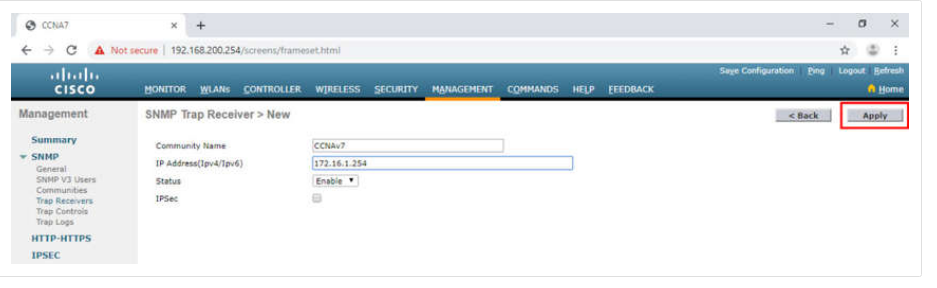 CCNA7
Not secure | 192.168.200.254/screens/frameset.html
Save Configuration Ping Logout Refresh
CISCO
MONITOR WLANs CONTROLLER WIRELESS SECURITY MANAGEMENT COMMANDS HELP FEEDBACK
Home
Management
SNMP Trap Receiver > New
< Back
Apply
Summary
SNMP
General
SNMP V3 Users
Communities
Trap Receivers
Trap Controls
Trap Logs
HTTP-HTTPS
IPSEC
Community Name CCNAv7
IP Address(Ipv4/Ipv6) 172.16.1.254
Status Enable
IPSec